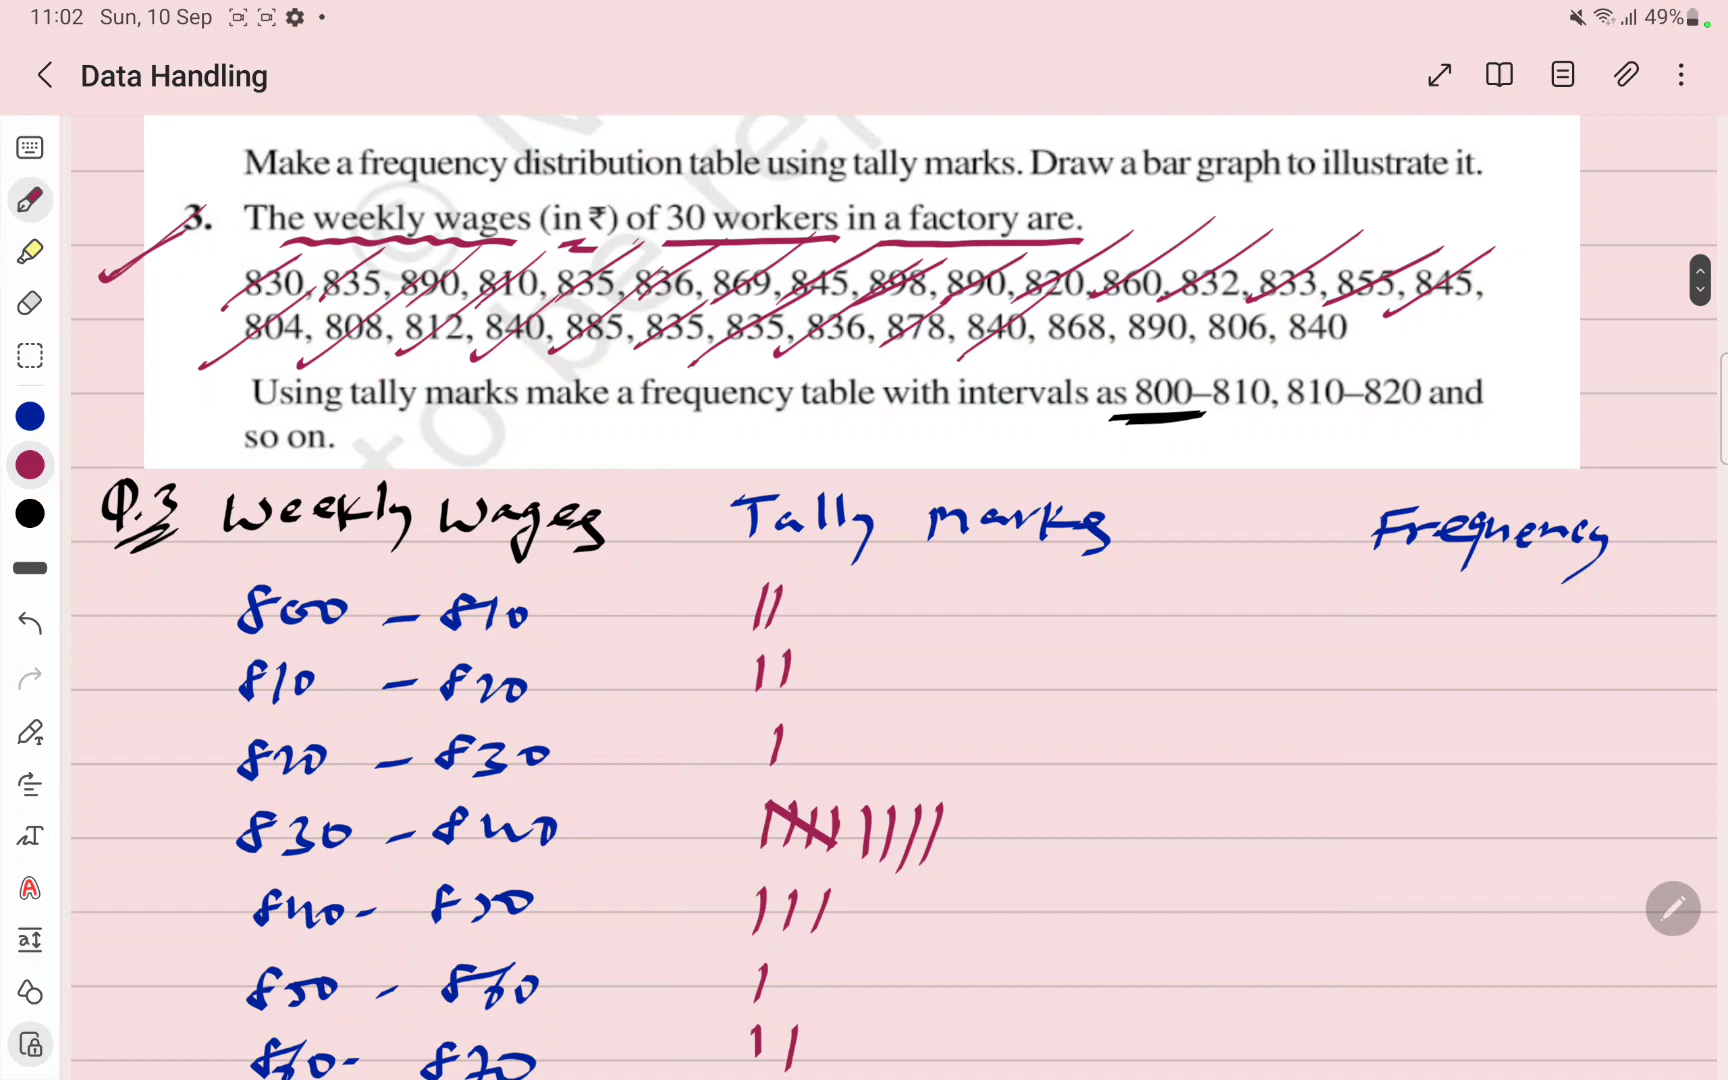 11:02 Sun, 10 Sep 49%
Data Handling
Make a frequency distribution table using tally marks. Draw a bar graph to illustrate it.
3. The weekly wages (in ₹) of 30 workers in a factory are.
830, 835, 890, 810, 835, 836, 869, 845, 898, 890, 820, 860, 832, 833, 855, 845,
804, 808, 812, 840, 885, 835, 835, 836, 878, 840, 868, 890, 806, 840
Using tally marks make a frequency table with intervals as 800–810, 810–820 and
so on.
Q.3 Weekly Wages Tally marks Frequency
800 - 810 ||
810 - 820 ||
820 - 830 |
830 - 840 |||| ||||
840 - 850 |||
850 - 860 |
860 - 870 ||